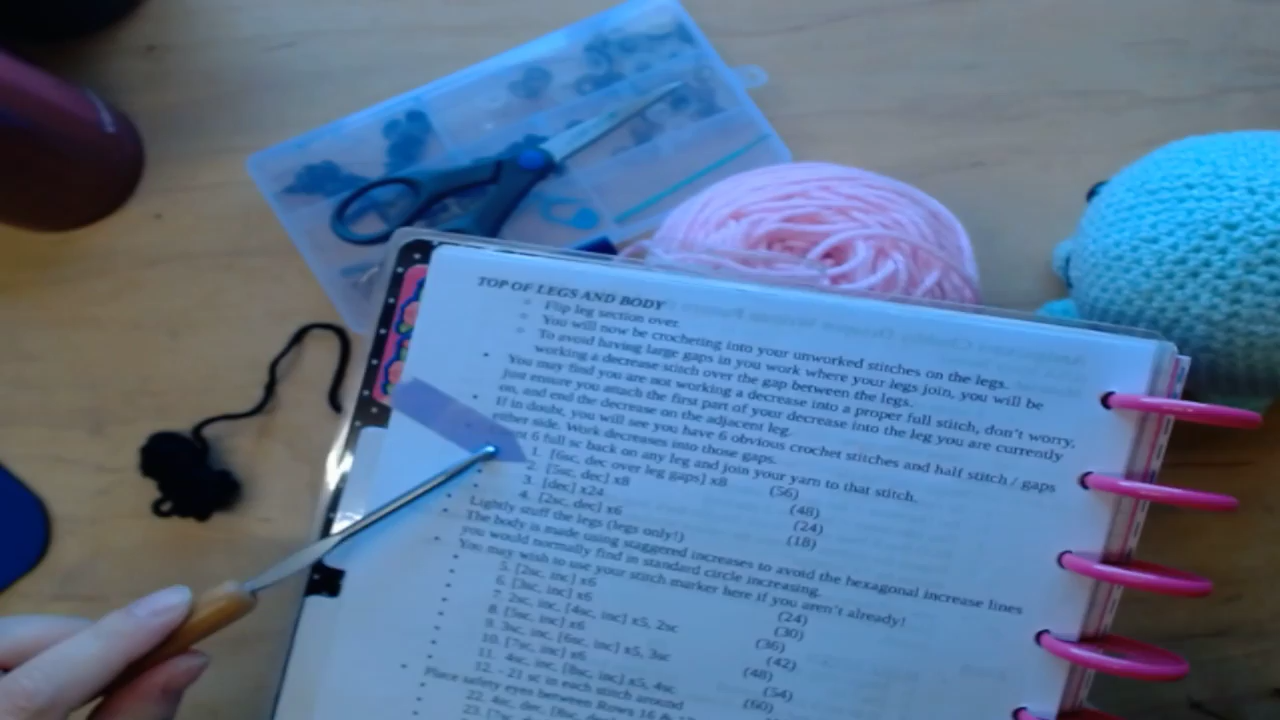 TOP OF LEGS AND BODY
Flip leg section over.
You will now be crocheting into your unworked stitches on the legs.
To avoid having large gaps in you work where your legs join, you will be
working a decrease stitch over the gap between the legs.
You may find you are not working a decrease into a proper full stitch, don't worry,
just ensure you attach the first part of your decrease into the leg you are currently
on, and end the decrease on the adjacent leg.
If in doubt, you will see you have 6 obvious crochet stitches and half stitch / gaps
either side. Work decreases into those gaps.
6 full sc back on any leg and join your yarn to that stitch.
1. [6sc, dec over leg gaps] x8 (56)
2. [5sc, dec] x8 (48)
3. [dec] x24 (24)
4. [2sc, dec] x6 (18)
Lightly stuff the legs (legs only!)
The body is made using staggered increases to avoid the hexagonal increase lines
you would normally find in standard circle increasing.
You may wish to use your stitch marker here if you aren't already!
5. [2sc, inc] x6 (24)
6. [3sc, inc] x6 (30)
7. 2sc, inc, [4sc, inc] x5, 2sc (36)
8. [5sc, inc] x6 (42)
9. 3sc, inc, [6sc, inc] x5, 3sc (48)
10. [7sc, inc] x6 (54)
11. 4sc, inc, [8sc, inc] x5, 4sc (60)
12. - 21 sc in each stitch around
Place safety eyes between Rows 16 &
22. 4sc, dec, [8sc, dec]
23.